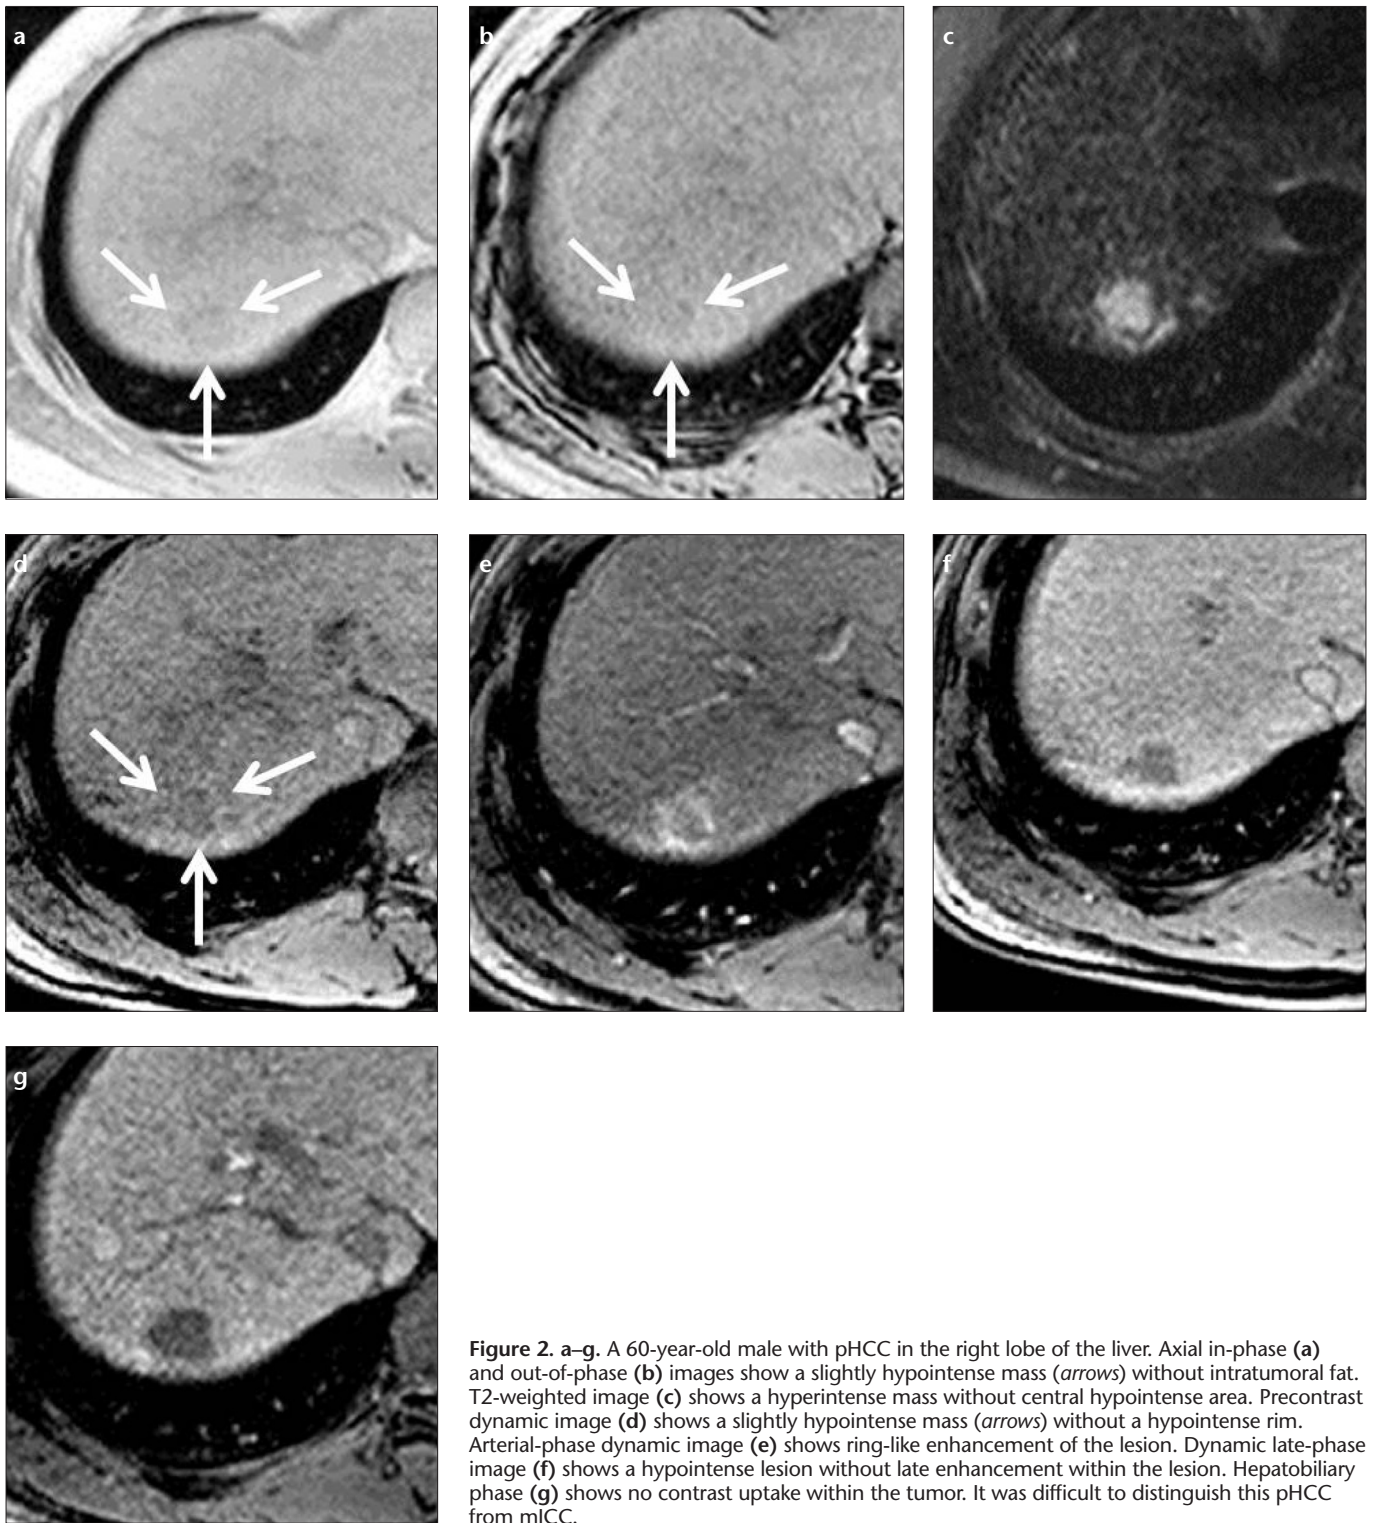 a
b
c
d
e
f
g
Figure 2. a–g. A 60-year-old male with pHCC in the right lobe of the liver. Axial in-phase (a)
and out-of-phase (b) images show a slightly hypointense mass (arrows) without intratumoral fat.
T2-weighted image (c) shows a hyperintense mass without central hypointense area. Precontrast
dynamic image (d) shows a slightly hypointense mass (arrows) without a hypointense rim.
Arterial-phase dynamic image (e) shows ring-like enhancement of the lesion. Dynamic late-phase
image (f) shows a hypointense lesion without late enhancement within the lesion. Hepatobiliary
phase (g) shows no contrast uptake within the tumor. It was difficult to distinguish this pHCC
from mICC.